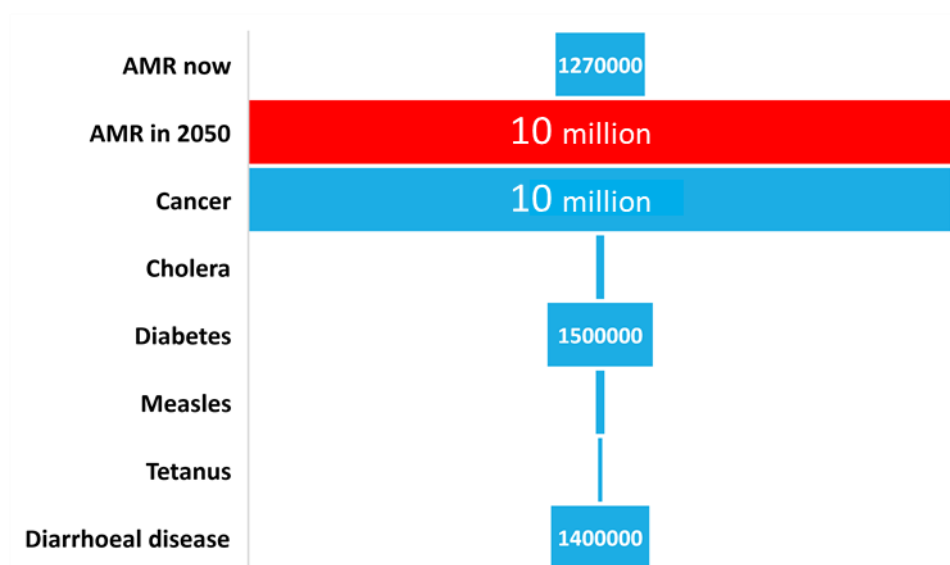 AMR now
1270000
AMR in 2050
10 million
Cancer
10 million
Cholera
Diabetes
1500000
Measles
Tetanus
Diarrhoeal disease
1400000